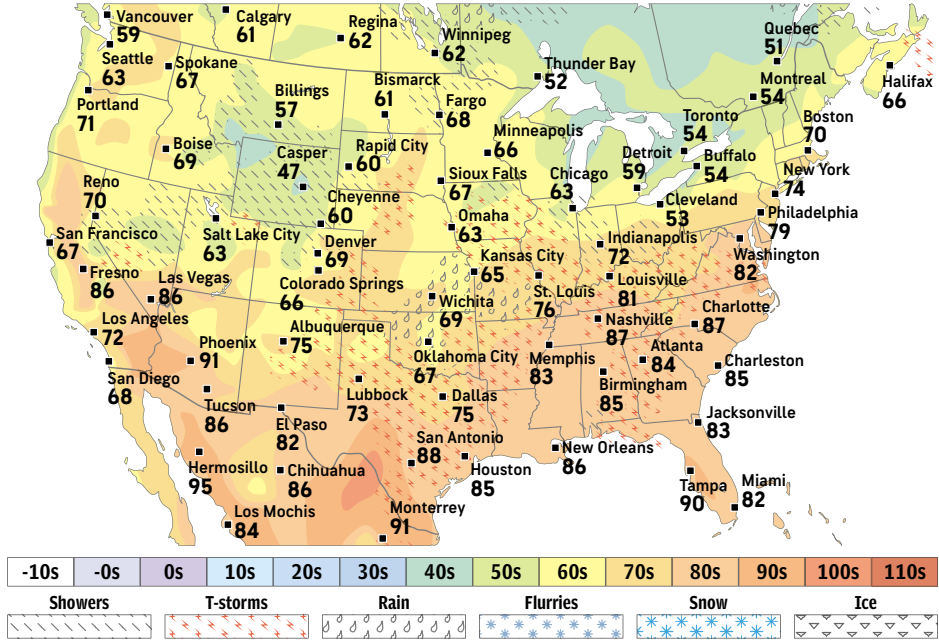 Vancouver
59
Calgary
61
Regina
62
Winnipeg
62
Quebec
51
Seattle
63
Spokane
67
Thunder Bay
52
Montreal
54
Halifax
66
Portland
71
Billings
57
Bismarck
61
Fargo
68
Minneapolis
66
Toronto
54
Boston
70
Boise
69
Casper
47
Rapid City
60
Sioux Falls
67
Chicago
63
Detroit
59
Buffalo
54
New York
74
Reno
70
Cheyenne
60
Omaha
63
Cleveland
53
Philadelphia
79
San Francisco
67
Salt Lake City
63
Denver
69
Kansas City
65
Indianapolis
72
Washington
82
Fresno
86
Las Vegas
86
Colorado Springs
66
Wichita
69
St. Louis
76
Louisville
81
Los Angeles
72
Phoenix
91
Albuquerque
75
Oklahoma City
67
Memphis
83
Nashville
87
Charlotte
87
Atlanta
84
San Diego
68
Tucson
86
Lubbock
73
Dallas
75
Birmingham
85
Charleston
85
El Paso
82
San Antonio
88
Jacksonville
83
Hermosillo
95
Chihuahua
86
Houston
85
New Orleans
86
Tampa
90
Miami
82
Los Mochis
84
Monterrey
91
-10s -0s 0s 10s 20s 30s 40s 50s 60s 70s 80s 90s 100s 110s
Showers T-storms Rain Flurries Snow Ice